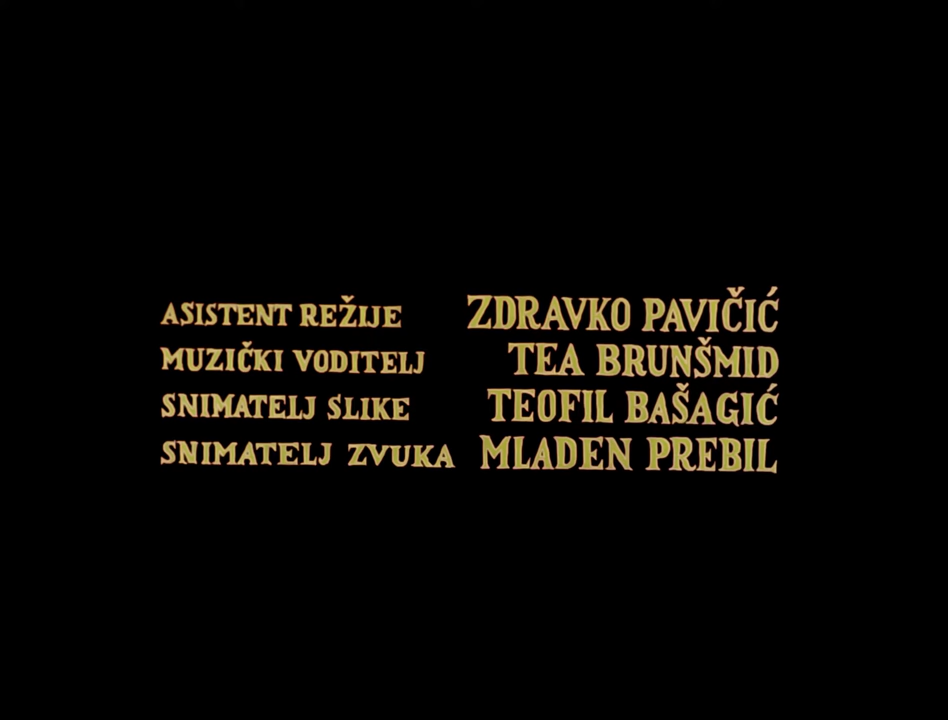 ASISTENT REŽIJE ZDRAVKO PAVIČIĆ
MUZIČKI VODITELJ TEA BRUNŠMID
SNIMATELJ SLIKE TEOFIL BAŠAGIĆ
SNIMATELJ ZVUKA MLADEN PREBIL